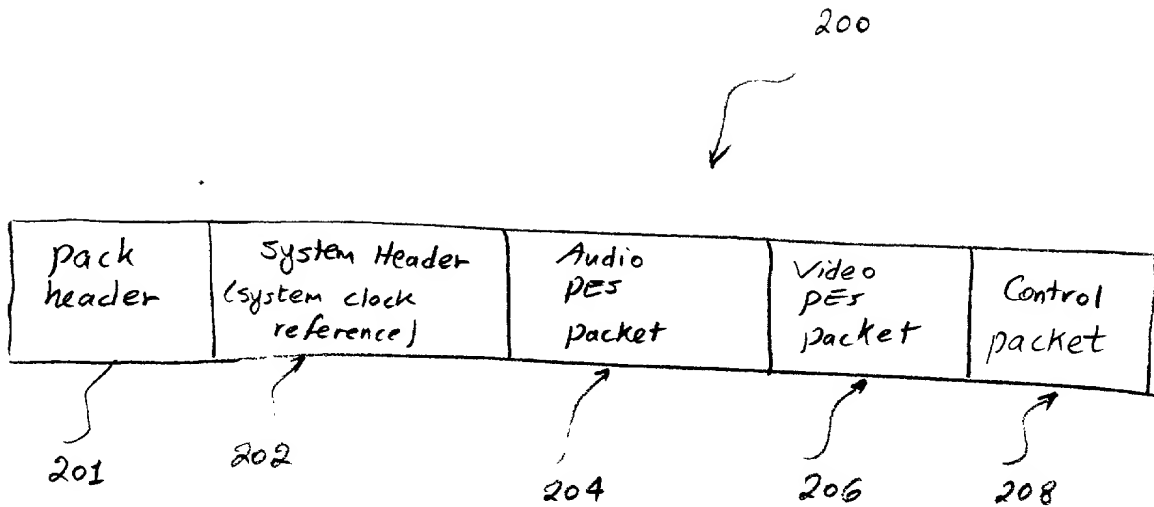 200
pack
header
System Header
(system clock
reference)
Audio
PES
packet
Video
PEs
packet
Control
packet
201
202
204
206
208